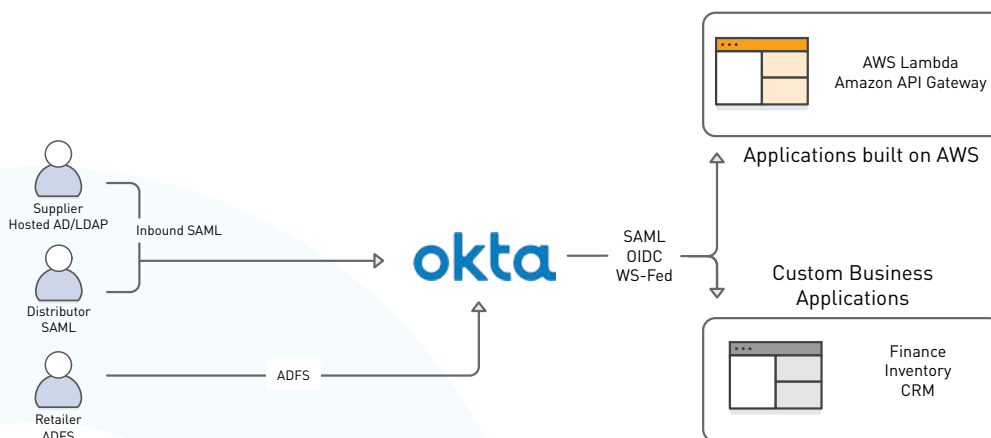 AWS Lambda
Amazon API Gateway
Applications built on AWS
Supplier
Hosted AD/LDAP
Inbound SAML
Distributor
SAML
Retailer
ADFS
ADFS
okta
SAML
OIDC
WS-Fed
Custom Business
Applications
Finance
Inventory
CRM